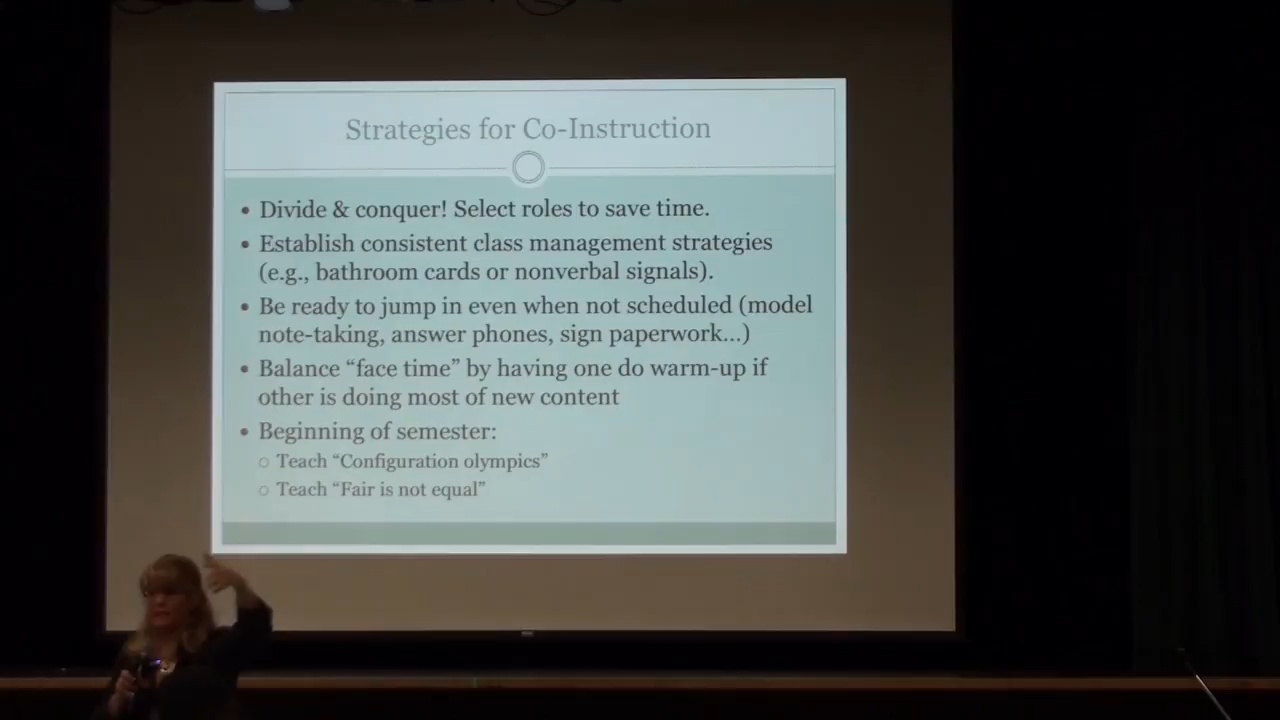 Strategies for Co-Instruction
• Divide & conquer! Select roles to save time.
• Establish consistent class management strategies
(e.g., bathroom cards or nonverbal signals).
• Be ready to jump in even when not scheduled (model
note-taking, answer phones, sign paperwork...)
• Balance “face time” by having one do warm-up if
other is doing most of new content
• Beginning of semester:
○ Teach “Configuration olympics”
○ Teach “Fair is not equal”